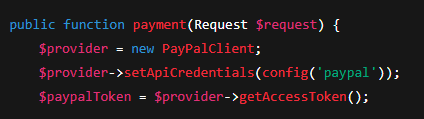 public function payment(Request $request) {
$provider = new PayPalClient;
$provider->setApiCredentials(config('paypal'));
$paypalToken = $provider->getAccessToken();